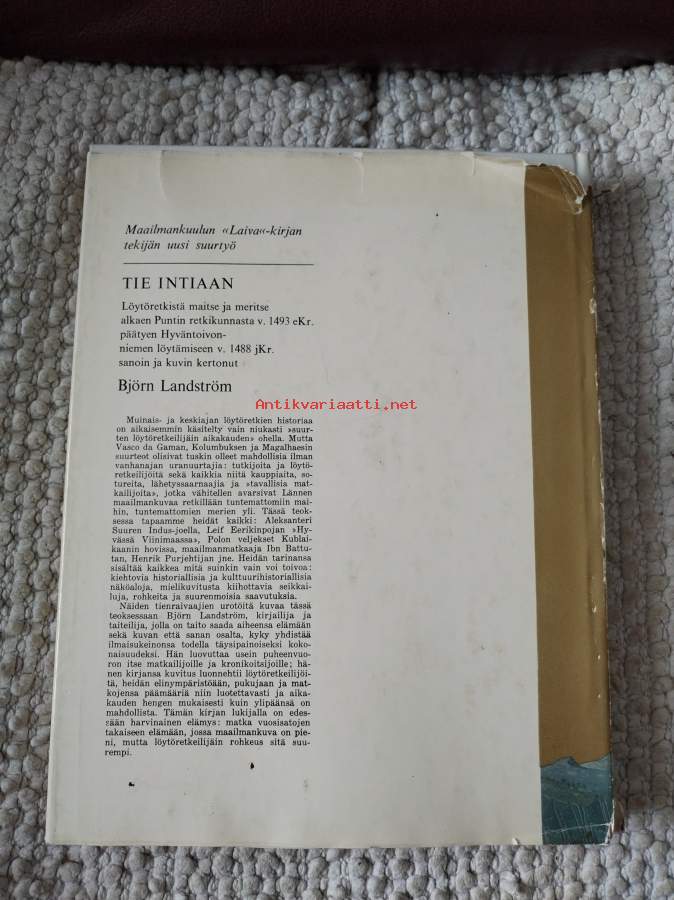 Maailmankuulun «Laiva«-kirjan
tekijän uusi suurtyö
TIE INTIAAN
Löytöretkistä maitse ja meritse
alkaen Puntin retkikunnasta v. 1493 eKr.
päätyen Hyväntoivon-
niemen löytämiseen v. 1488 jKr.
sanoin ja kuvin kertonut
Björn Landström
Antikvariaatti.net
Muinais- ja keskiajan löytöretkien historiaa
on aikaisemmin käsitelty vain niukasti »suur-
ten löytöretkeilijäin aikakauden» ohella. Mutta
Vasco da Gaman, Kolumbuksen ja Magalhaesin
suurteot olisivat tuskin olleet mahdollisia ilman
vanhanajan uranuurtajia: tutkijoita ja löytö-
retkeilijöitä sekä kaikkia niitä kauppiaita, so-
tureita, lähetyssaarnaajia ja »tavallisia mat-
kailijoita», jotka vähitellen avarsivat Lännen
maailmankuvaa retkillään tuntemattomiin mai-
hin, tuntemattomien merien yli. Tässä teok-
sessa tapaamme heidät kaikki: Aleksanteri
Suuren Indus-joella, Leif Eerikinpojan »Hy-
vässä Viinimaassa», Polon veljekset Kublai-
kaanin hovissa, maailmanmatkaaja Ibn Battu-
tan, Henrik Purjehtijan jne. Heidän tarinansa
sisältää kaikkea mitä suinkin vain voi toivoa:
kiehtovia historiallisia ja kulttuurihistoriallisia
näköaloja, mielikuvitusta kiihottavia seikkai-
luja, rohkeita ja suurenmoisia saavutuksia.
Näiden tienraivaajien urotöitä kuvaa tässä
teoksessaan Björn Landström, kirjailija ja
taiteilija, jolla on taito saada aiheensa elämään
sekä kuvan että sanan osalta, kyky yhdistää
ilmaisukeinonsa todella täysipainoiseksi koko-
naisuudeksi. Hän luovuttaa usein puheenvuo-
ron itse matkailijoille ja kronikoitsijoille; hä-
nen kirjansa kuvitus luonnehtii löytöretkeilijöi-
tä, heidän elinympäristöään, pukujaan ja mat-
kojensa päämääriä niin luotettavasti ja aika-
kauden hengen mukaisesti kuin ylipäänsä on
mahdollista. Tämän kirjan lukijalla on edes-
sään harvinainen elämys: matka vuosisatojen
takaiseen elämään, jossa maailmankuva on pie-
ni, mutta löytöretkeilijäin rohkeus sitä suu-
rempi.